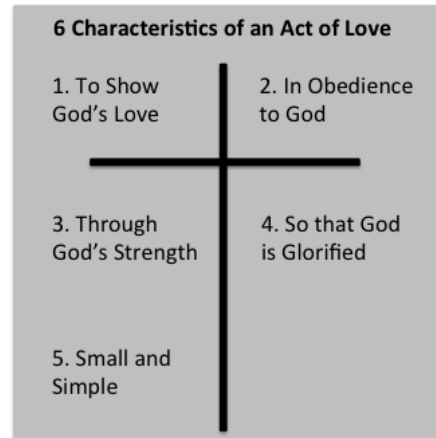 6 Characteristics of an Act of Love
1. To Show
God's Love
2. In Obedience
to God
3. Through
God's Strength
4. So that God
is Glorified
5. Small and
Simple